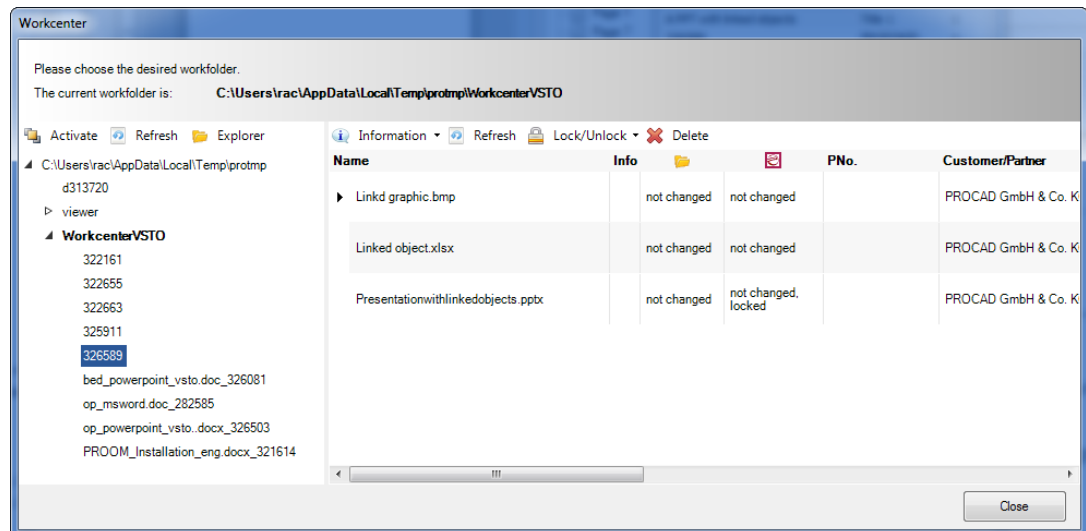 Workcenter
Please choose the desired workfolder.
The current workfolder is: C:\Users\rac\AppData\Local\Temp\protmp\WorkcenterVSTO
Activate Refresh Explorer
Information Refresh Lock/Unlock Delete
C:\Users\rac\AppData\Local\Temp\protmp
d313720
viewer
WorkcenterVSTO
322161
322655
322663
325911
326589
bed_powerpoint_vsto.doc_326081
op_msword.doc_282585
op_powerpoint_vsto..docx_326503
PROOM_Installation_eng.docx_321614
Name Info PNo. Customer/Partner
Linkd graphic.bmp not changed not changed PROCAD GmbH & Co. K
Linked object.xlsx not changed not changed PROCAD GmbH & Co. K
Presentationwithlinkedobjects.pptx not changed not changed, locked PROCAD GmbH & Co. K
Close